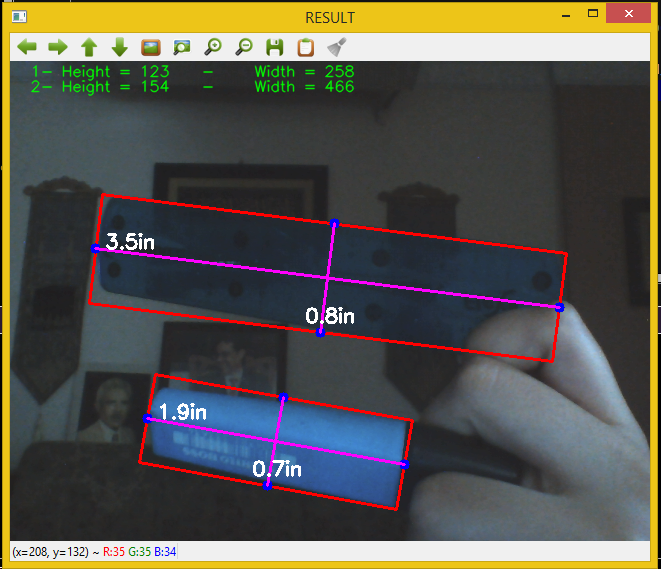 RESULT
1- Height = 123 - Width = 258
2- Height = 154 - Width = 466
3.5in
0.8in
1.9in
0.7in
(x=208, y=132) ~ R:35 G:35 B:34